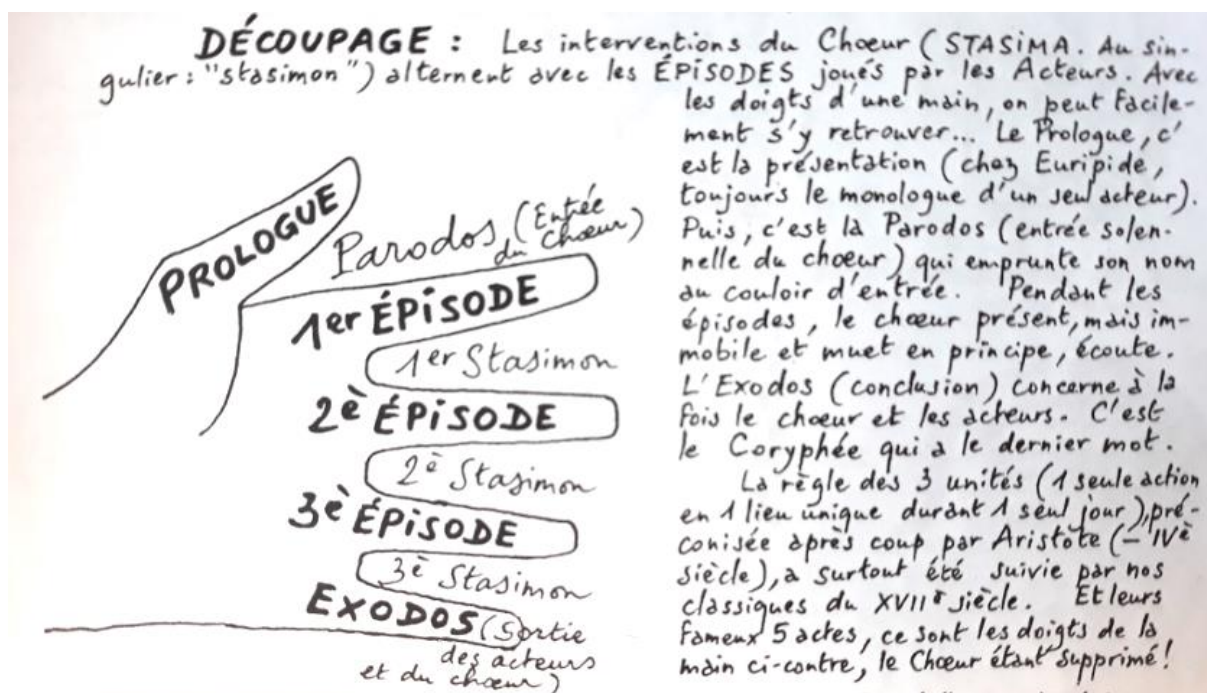 DÉCOUPAGE : Les interventions du Chœur (STASIMA. Au sin-
gulier : "stasimon") alternent avec les ÉPISODES joués par les Acteurs. Avec
les doigts d'une main, on peut facile-
ment s'y retrouver... Le Prologue, c'
est la présentation (chez Euripide,
toujours le monologue d'un seul acteur).
Puis, c'est la Parodos (entrée solen-
nelle du chœur) qui emprunte son nom
au couloir d'entrée. Pendant les
épisodes, le chœur présent, mais im-
mobile et muet en principe, écoute.
L'Exodos (conclusion) concerne à la
fois le chœur et les acteurs. C'est
le Coryphée qui a le dernier mot.
La règle des 3 unités (1 seule action
en 1 lieu unique durant 1 seul jour), pré-
conisée après coup par Aristote (- IVè
siècle), a surtout été suivie par nos
classiques du XVIIè siècle. Et leurs
fameux 5 actes, ce sont les doigts de la
main ci-contre, le Chœur étant supprimé !
PROLOGUE
Parodos (Entrée
du Chœur)
1er ÉPISODE
1er Stasimon
2è ÉPISODE
2è Stasimon
3è ÉPISODE
3è Stasimon
EXODOS (Sortie
des acteurs
et du chœur)